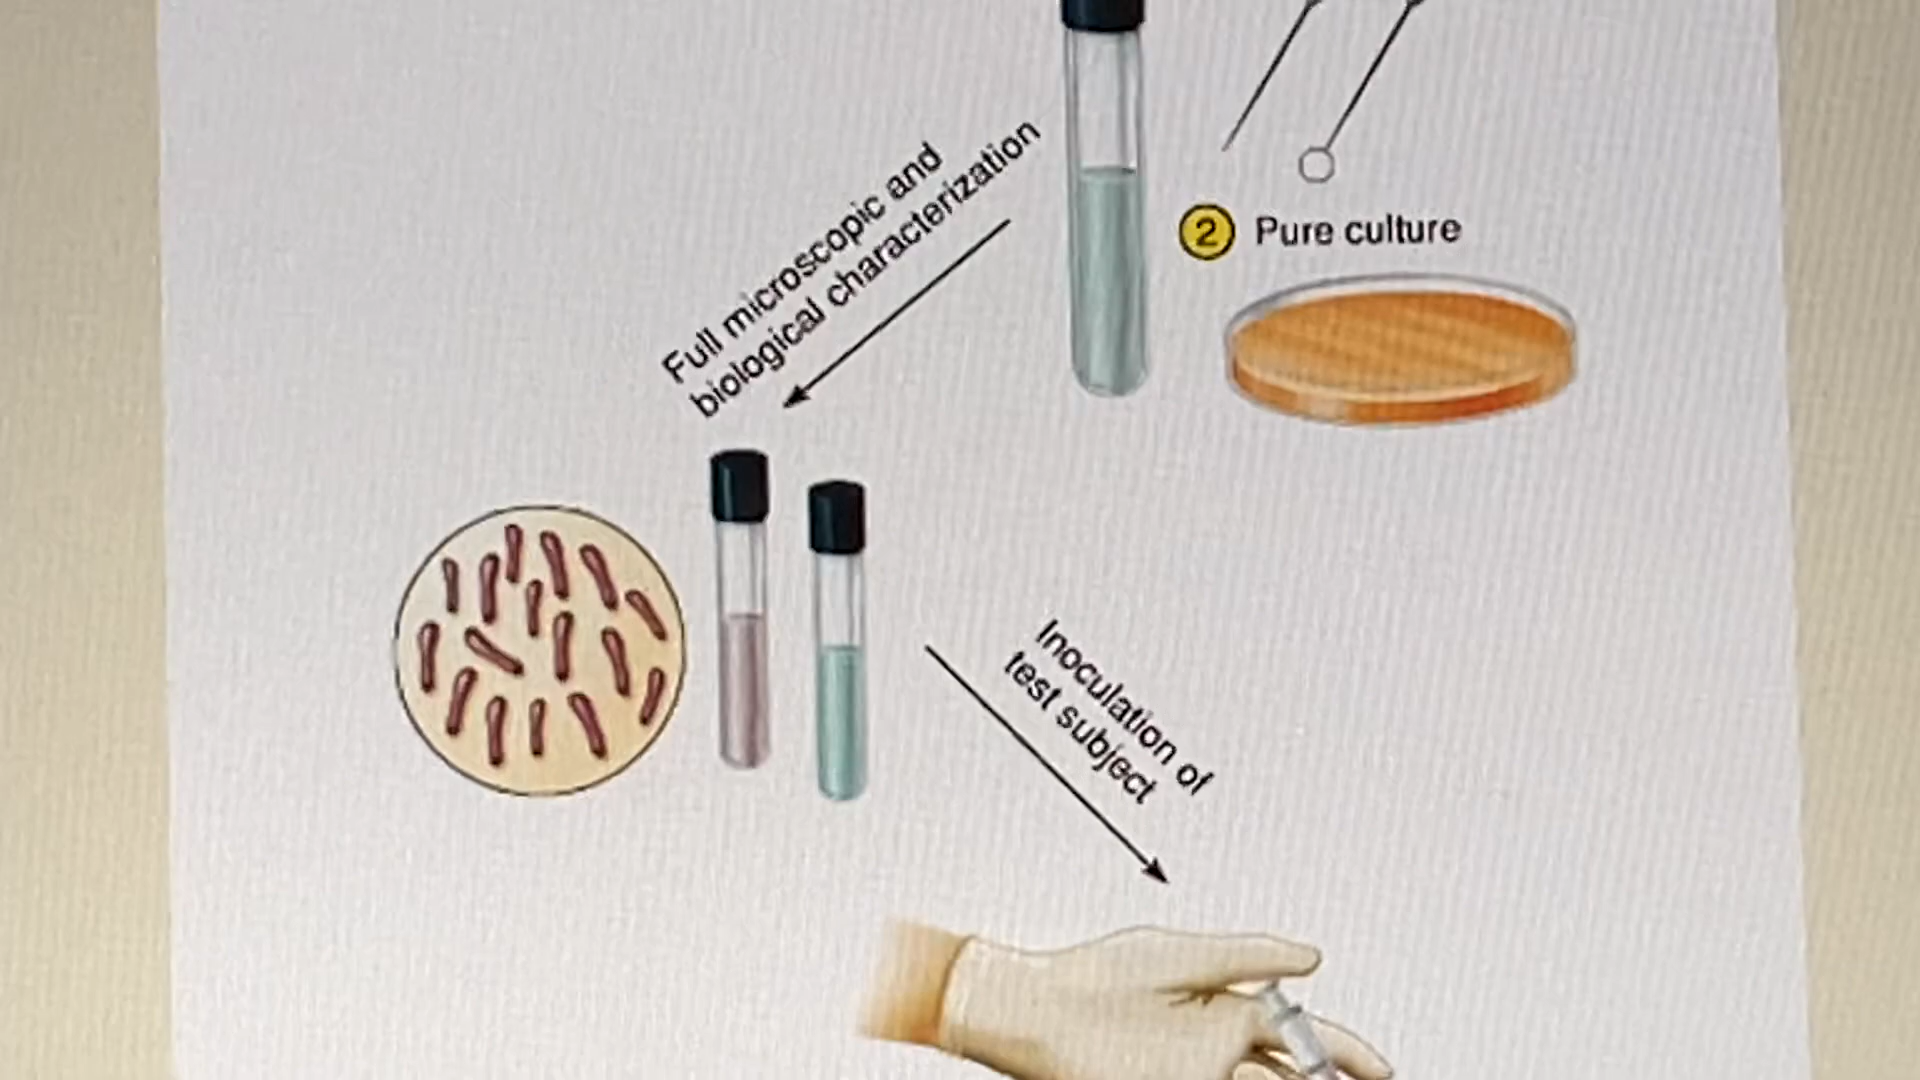 Full microscopic and
biological characterization
2 Pure culture
Inoculation of
test subject